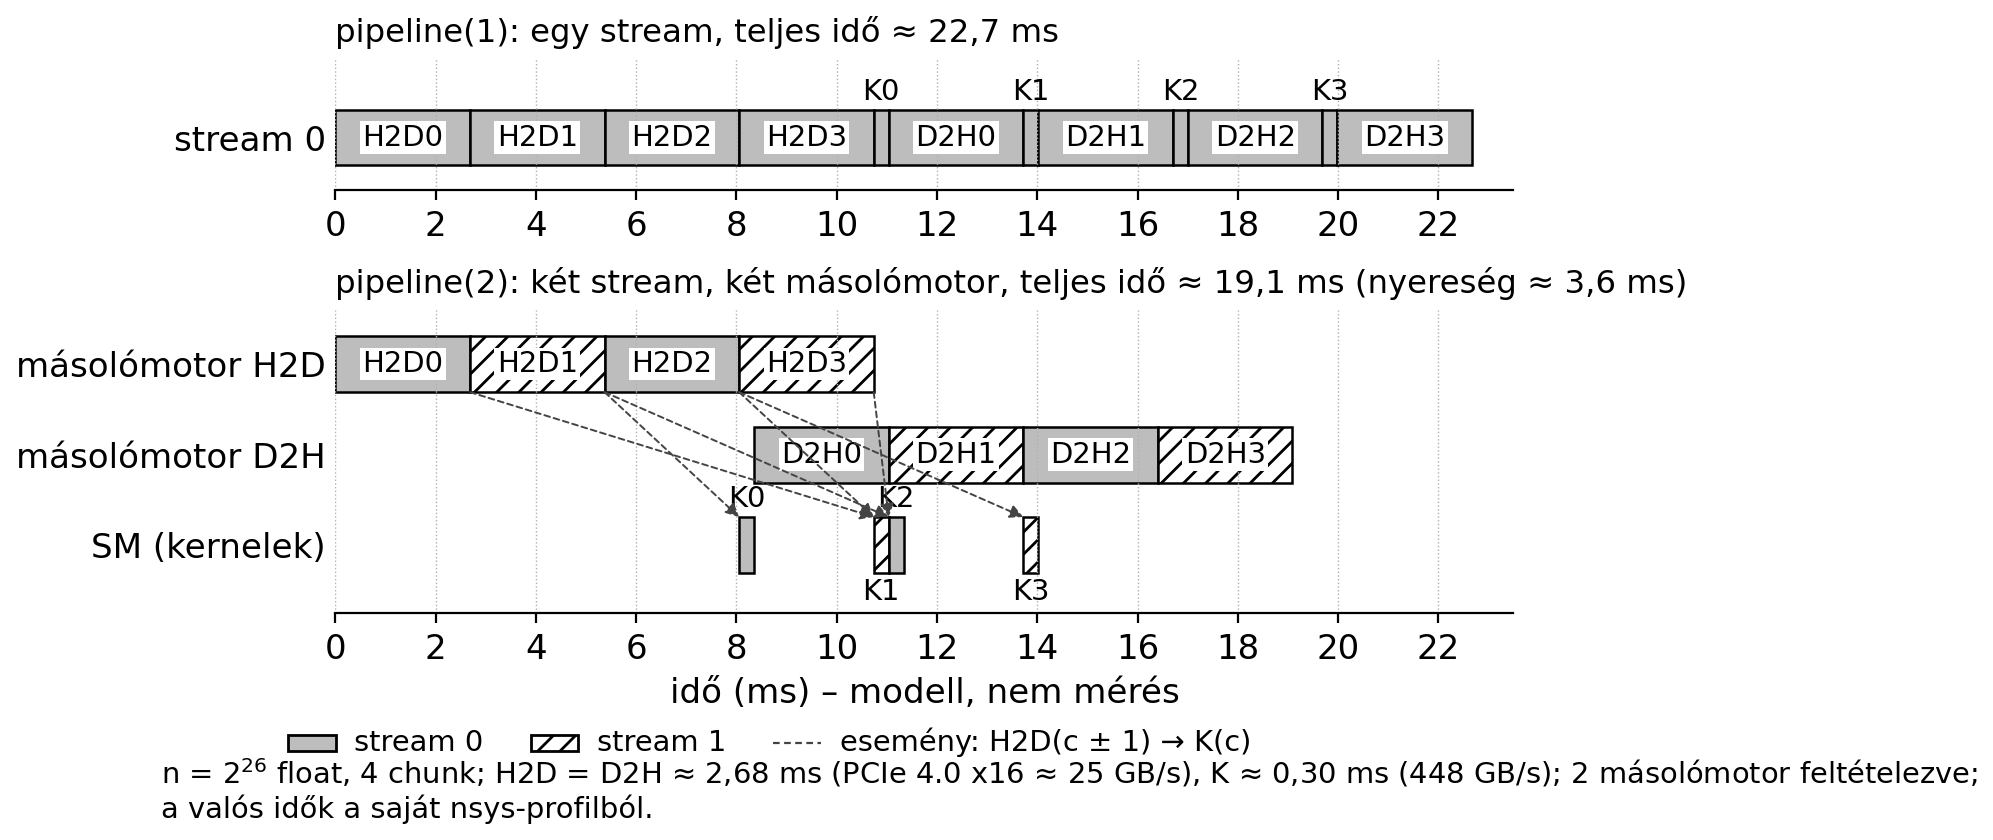 pipeline(1): egy stream, teljes idő ≈ 22,7 ms
K0 K1 K2 K3
stream 0 H2D0 H2D1 H2D2 H2D3 D2H0 D2H1 D2H2 D2H3
0 2 4 6 8 10 12 14 16 18 20 22
pipeline(2): két stream, két másolómotor, teljes idő ≈ 19,1 ms (nyereség ≈ 3,6 ms)
másolómotor H2D H2D0 H2D1 H2D2 H2D3
másolómotor D2H D2H0 D2H1 D2H2 D2H3
K0 K2
SM (kernelek)
K1 K3
0 2 4 6 8 10 12 14 16 18 20 22
idő (ms) – modell, nem mérés
stream 0 stream 1 esemény: H2D(c ± 1) → K(c)
n = 2²⁶ float, 4 chunk; H2D = D2H ≈ 2,68 ms (PCIe 4.0 x16 ≈ 25 GB/s), K ≈ 0,30 ms (448 GB/s); 2 másolómotor feltételezve;
a valós idők a saját nsys-profilból.